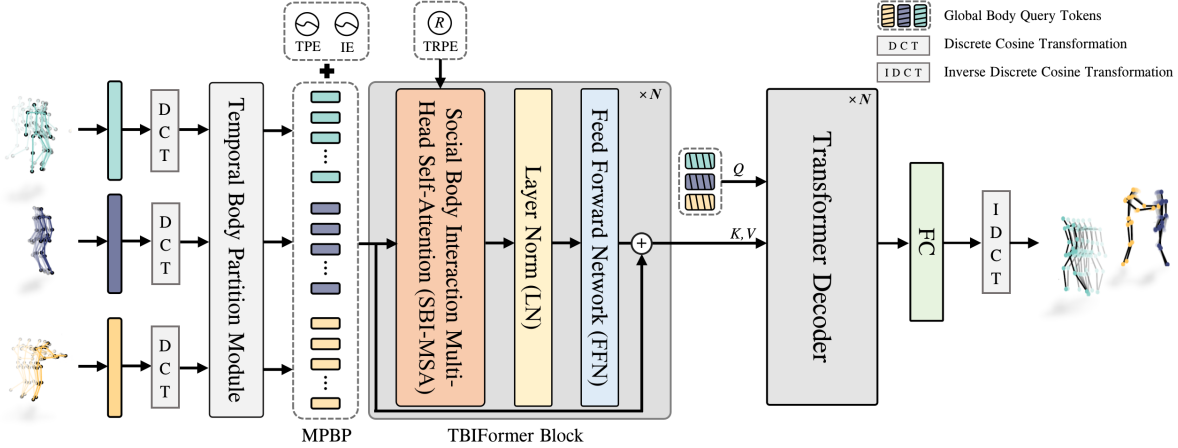 Global Body Query Tokens
D C T
Discrete Cosine Transformation
I D C T
Inverse Discrete Cosine Transformation
TPE
IE
R
TRPE
+
D
C
T
D
C
T
D
C
T
Temporal Body Partition Module
MPBP
×N
Social Body Interaction Multi-
Head Self-Attention (SBI-MSA)
Layer Norm (LN)
Feed Forward Network (FFN)
+
TBIFormer Block
Q
K,V
×N
Transformer Decoder
FC
I
D
C
T